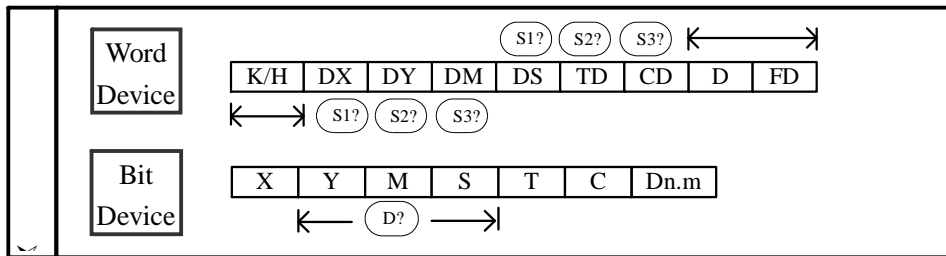 S1? S2? S3?
Word
Device
K/H DX DY DM DS TD CD D FD
S1? S2? S3?
Bit
Device
X Y M S T C Dn.m
D?